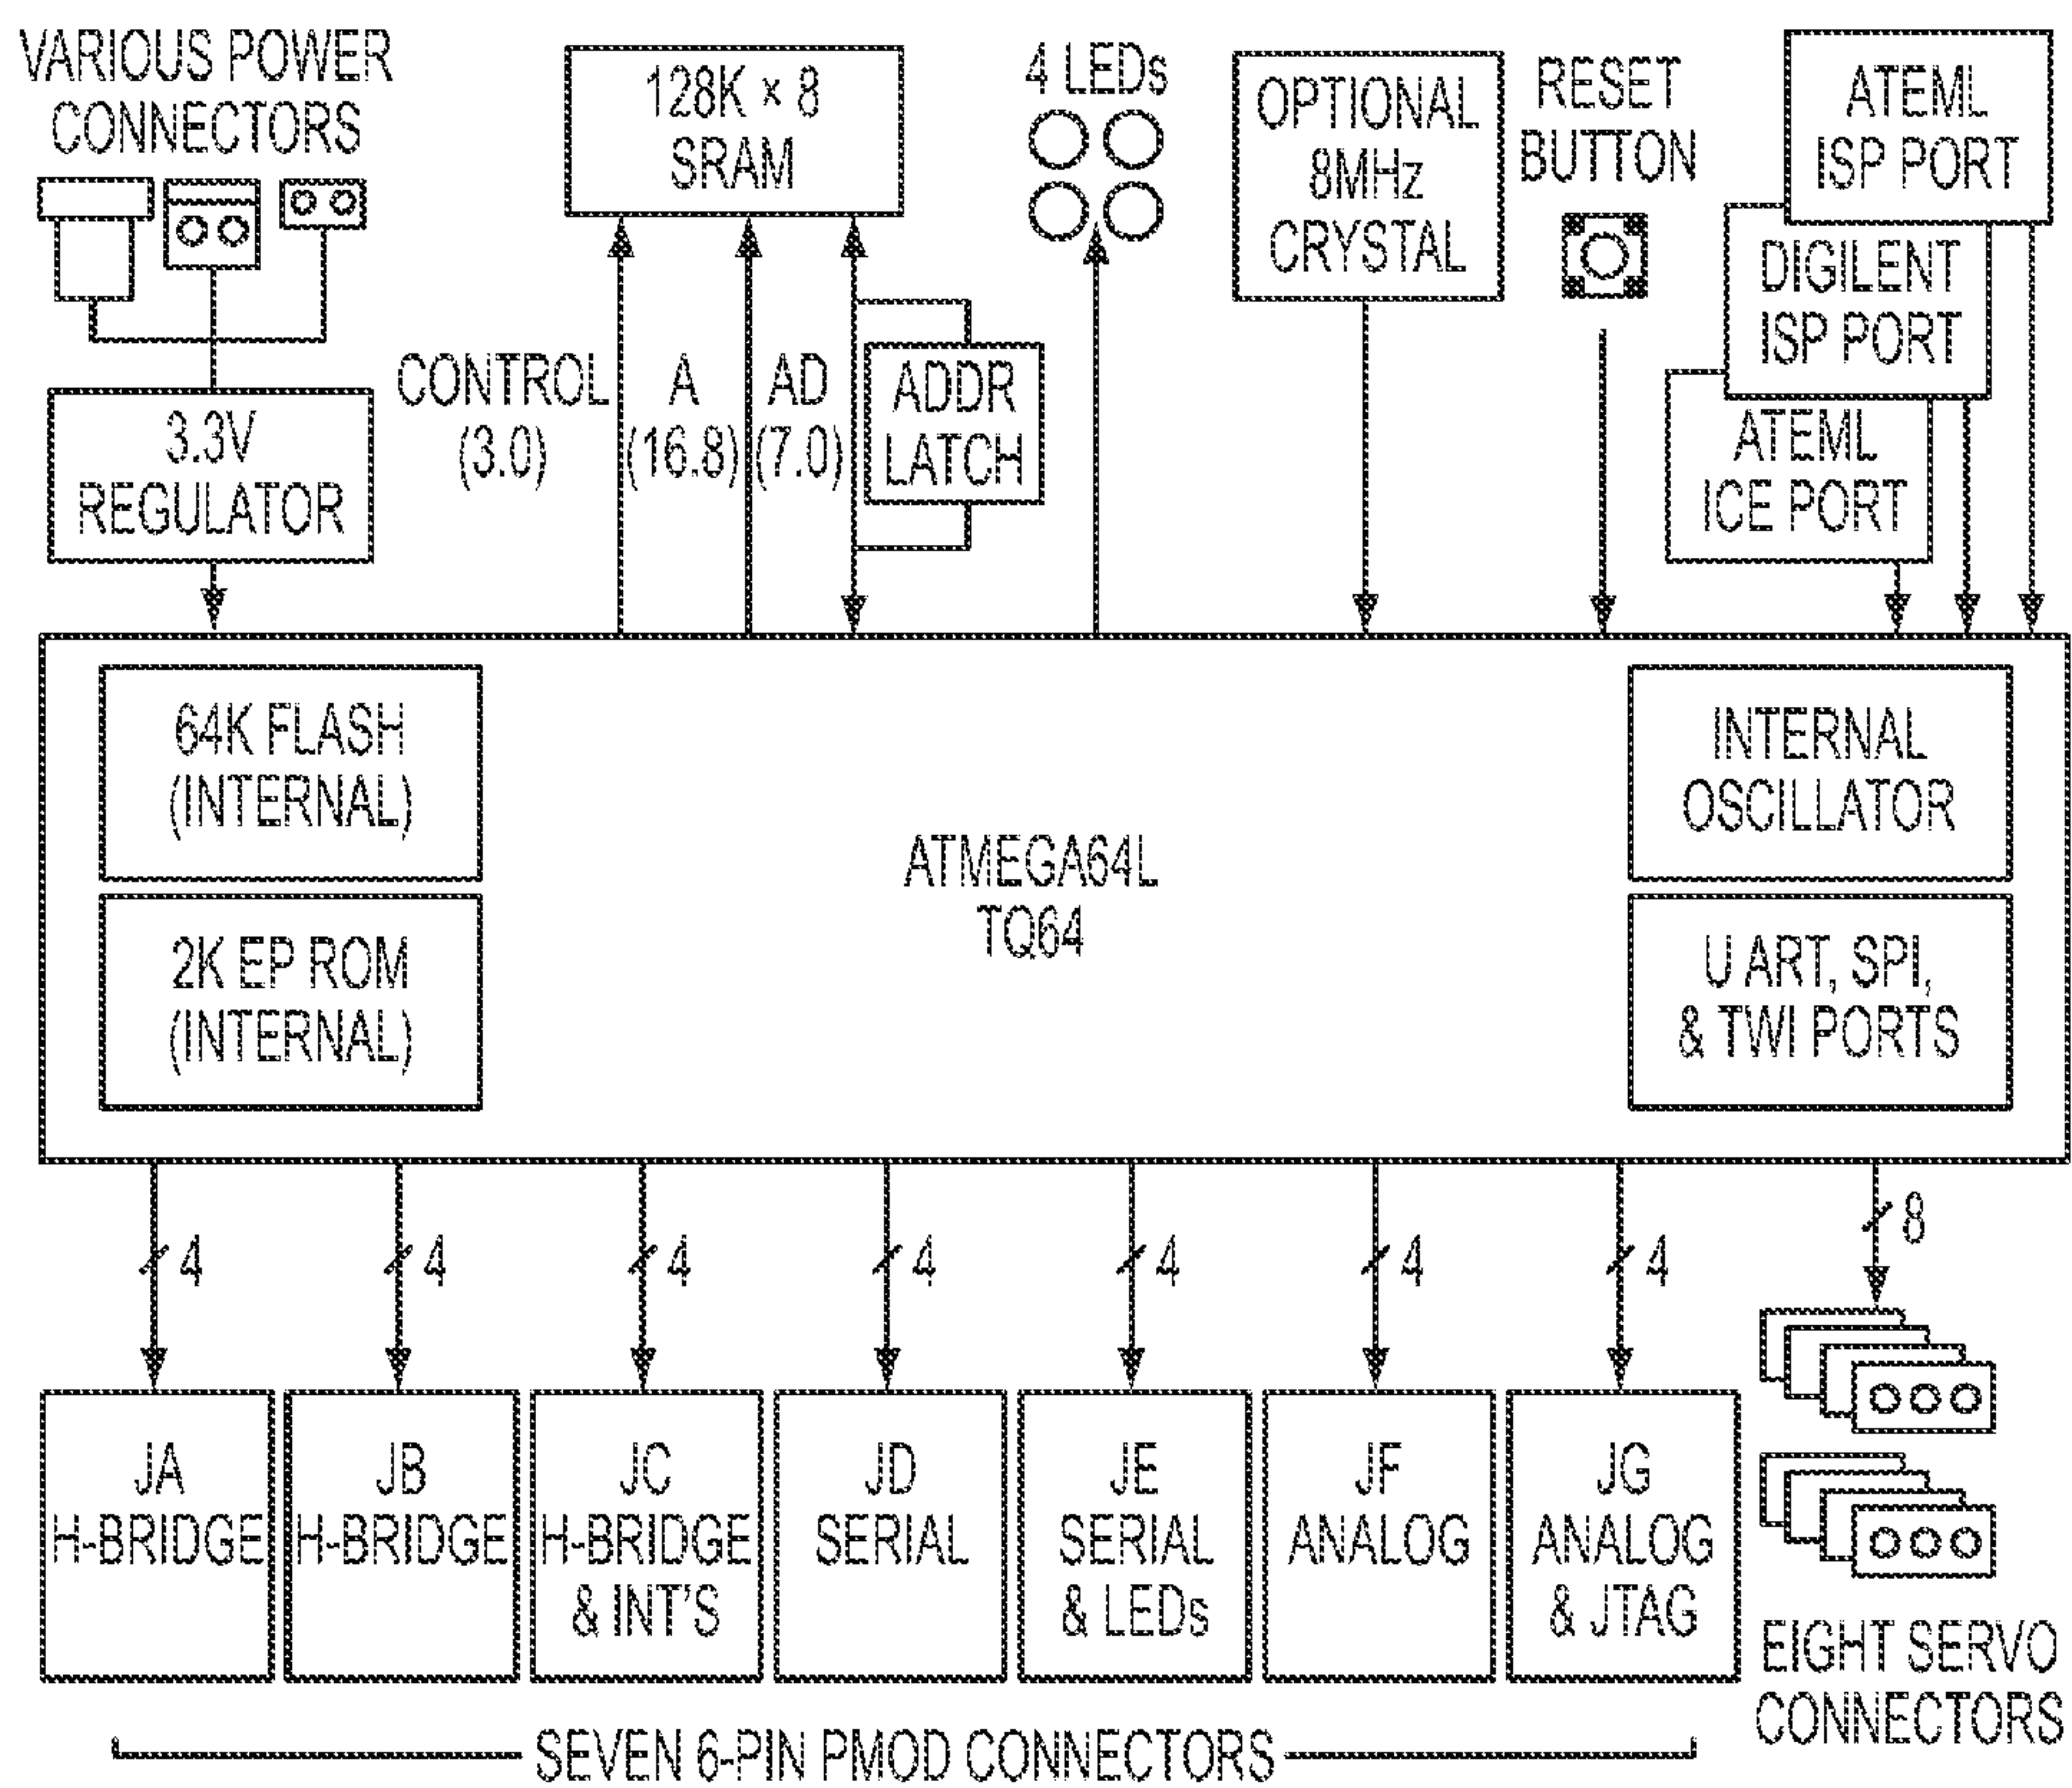 VARIOUS POWER
CONNECTORS
128K × 8
SRAM
4 LEDs
OPTIONAL
8MHz
CRYSTAL
RESET
BUTTON
ATEML
ISP PORT
DIGILENT
ISP PORT
ATEML
ICE PORT
3.3V
REGULATOR
CONTROL
(3.0)
A
(16.8)
AD
(7.0)
ADDR
LATCH
64K FLASH
(INTERNAL)
2K EP ROM
(INTERNAL)
ATMEGA64L
TQ64
INTERNAL
OSCILLATOR
U ART, SPI,
& TWI PORTS
4
4
4
4
4
4
4
8
JA
H-BRIDGE
JB
H-BRIDGE
JC
H-BRIDGE
& INT'S
JD
SERIAL
JE
SERIAL
& LEDs
JF
ANALOG
JG
ANALOG
& JTAG
EIGHT SERVO
CONNECTORS
SEVEN 6-PIN PMOD CONNECTORS